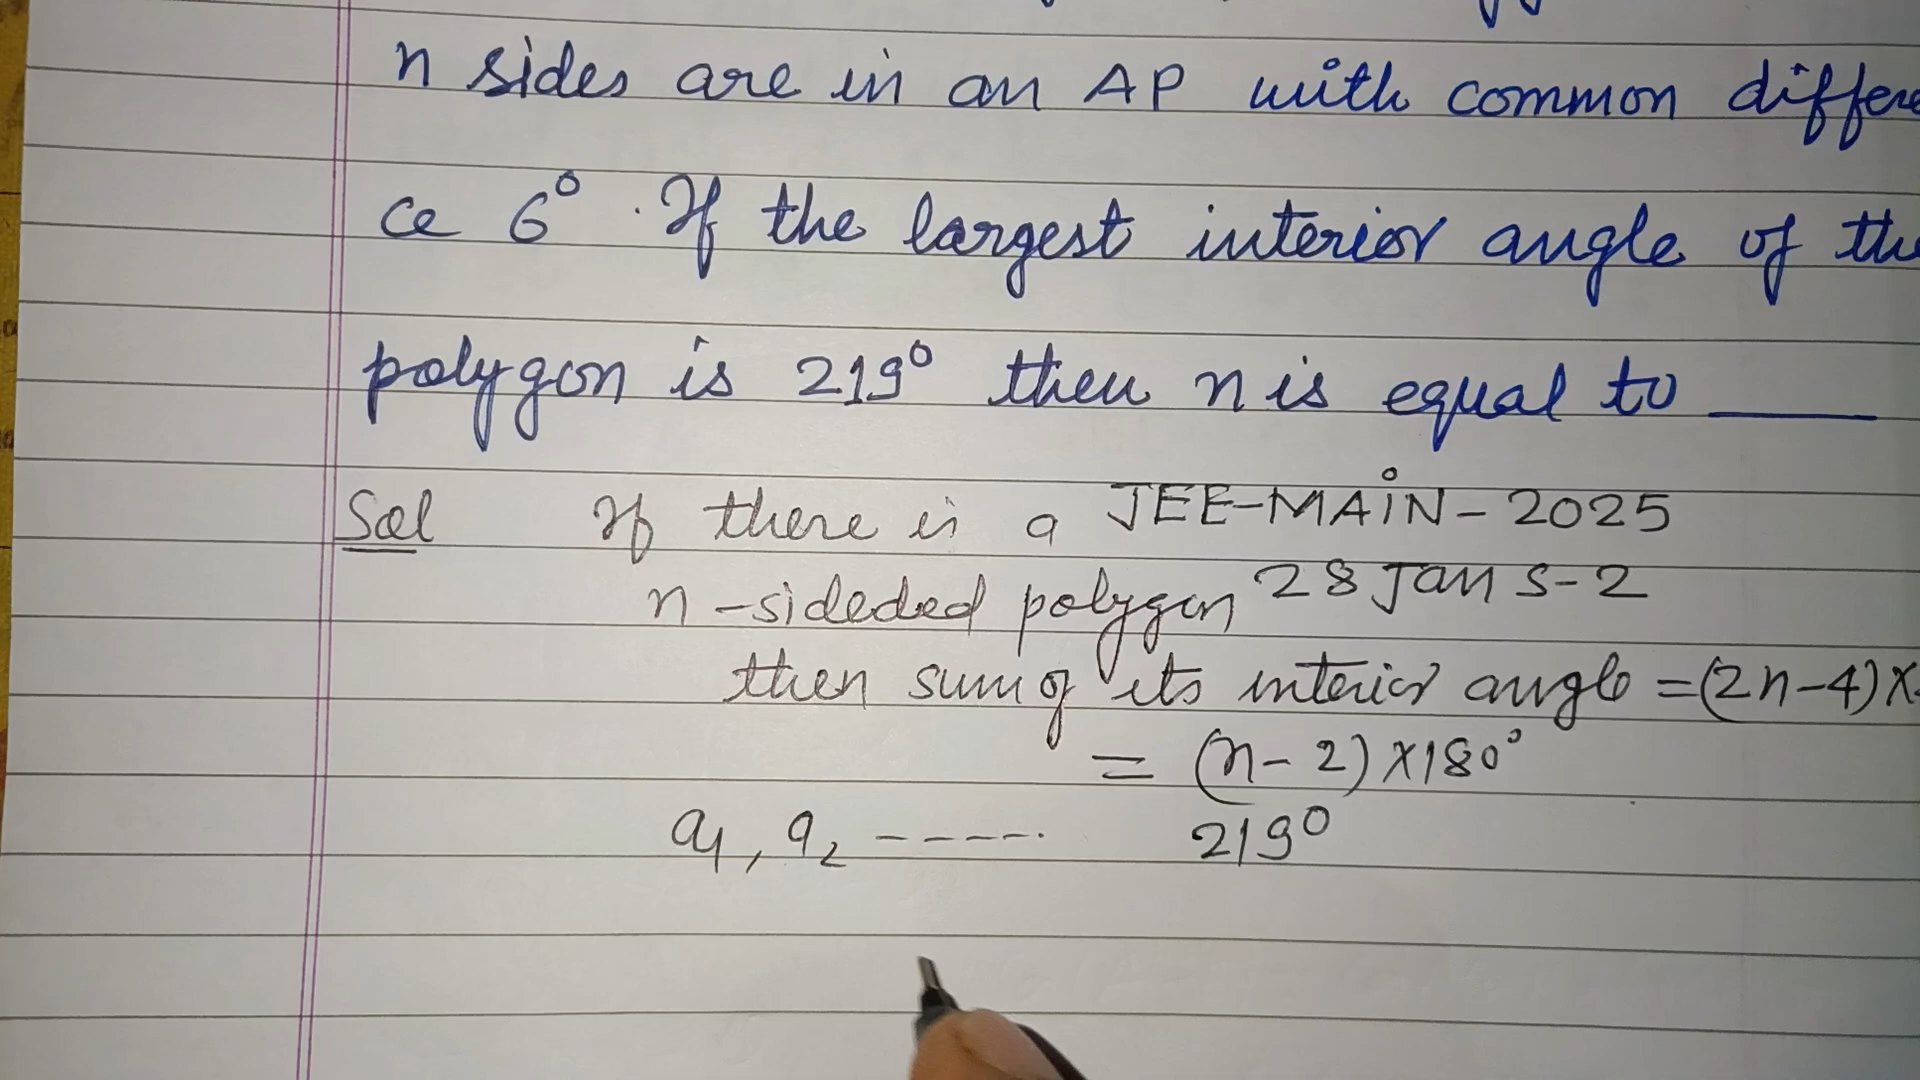 n sides are in an AP with common differe
ce 6° . If the largest interior angle of the
polygon is 219° then n is equal to ____
Sol If there is a JEE-MAIN-2025
n-sideded polygon 28 Jan S-2
then sum of its interior angle = (2n-4)×
= (n-2)×180°
a1, a2 ------ 219°